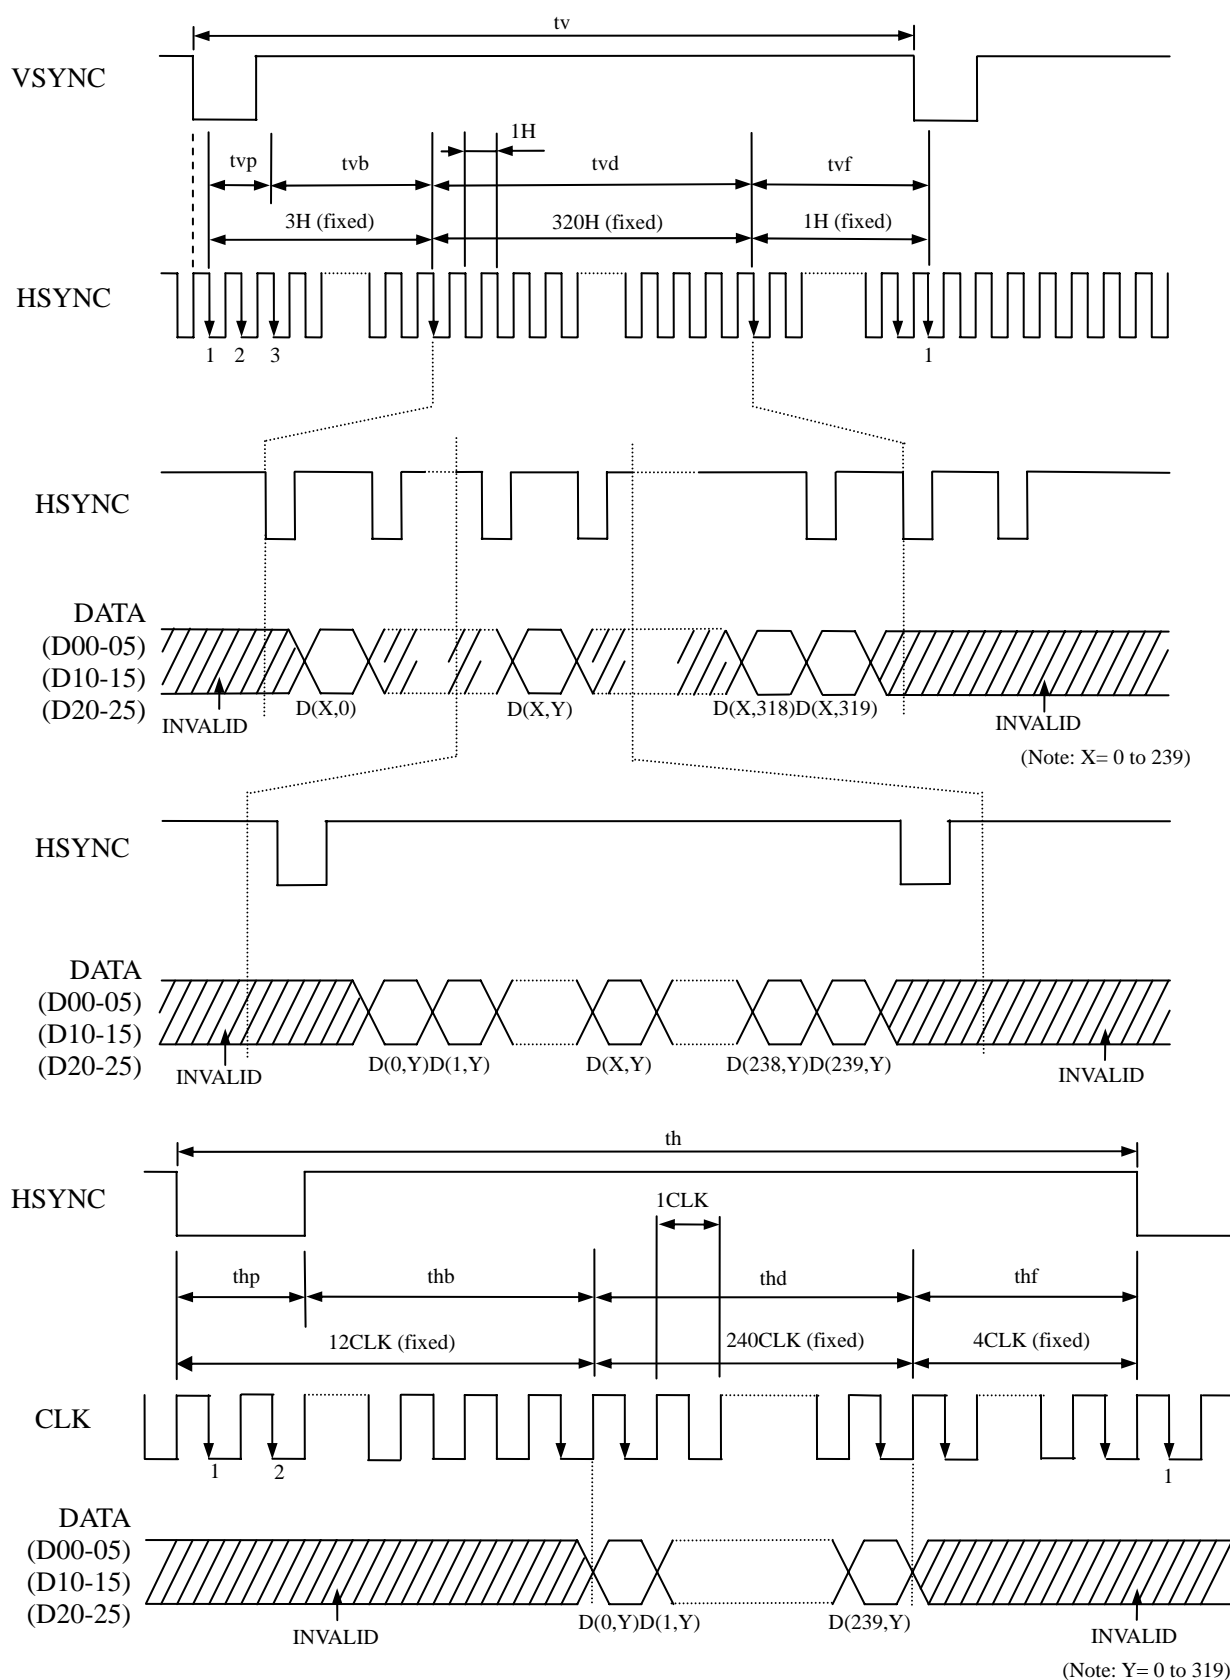 tv
VSYNC
1H
tvp tvb tvd tvf
3H (fixed) 320H (fixed) 1H (fixed)
HSYNC
1 2 3 1
HSYNC
DATA
(D00-05)
(D10-15)
(D20-25)
D(X,0) D(X,Y) D(X,318)D(X,319)
INVALID INVALID
(Note: X= 0 to 239)
HSYNC
DATA
(D00-05)
(D10-15)
(D20-25)
D(0,Y)D(1,Y) D(X,Y) D(238,Y)D(239,Y)
INVALID INVALID
th
HSYNC
1CLK
thp thb thd thf
12CLK (fixed) 240CLK (fixed) 4CLK (fixed)
CLK
1 2 1
DATA
(D00-05)
(D10-15)
(D20-25)
D(0,Y)D(1,Y) D(239,Y)
INVALID INVALID
(Note: Y= 0 to 319)